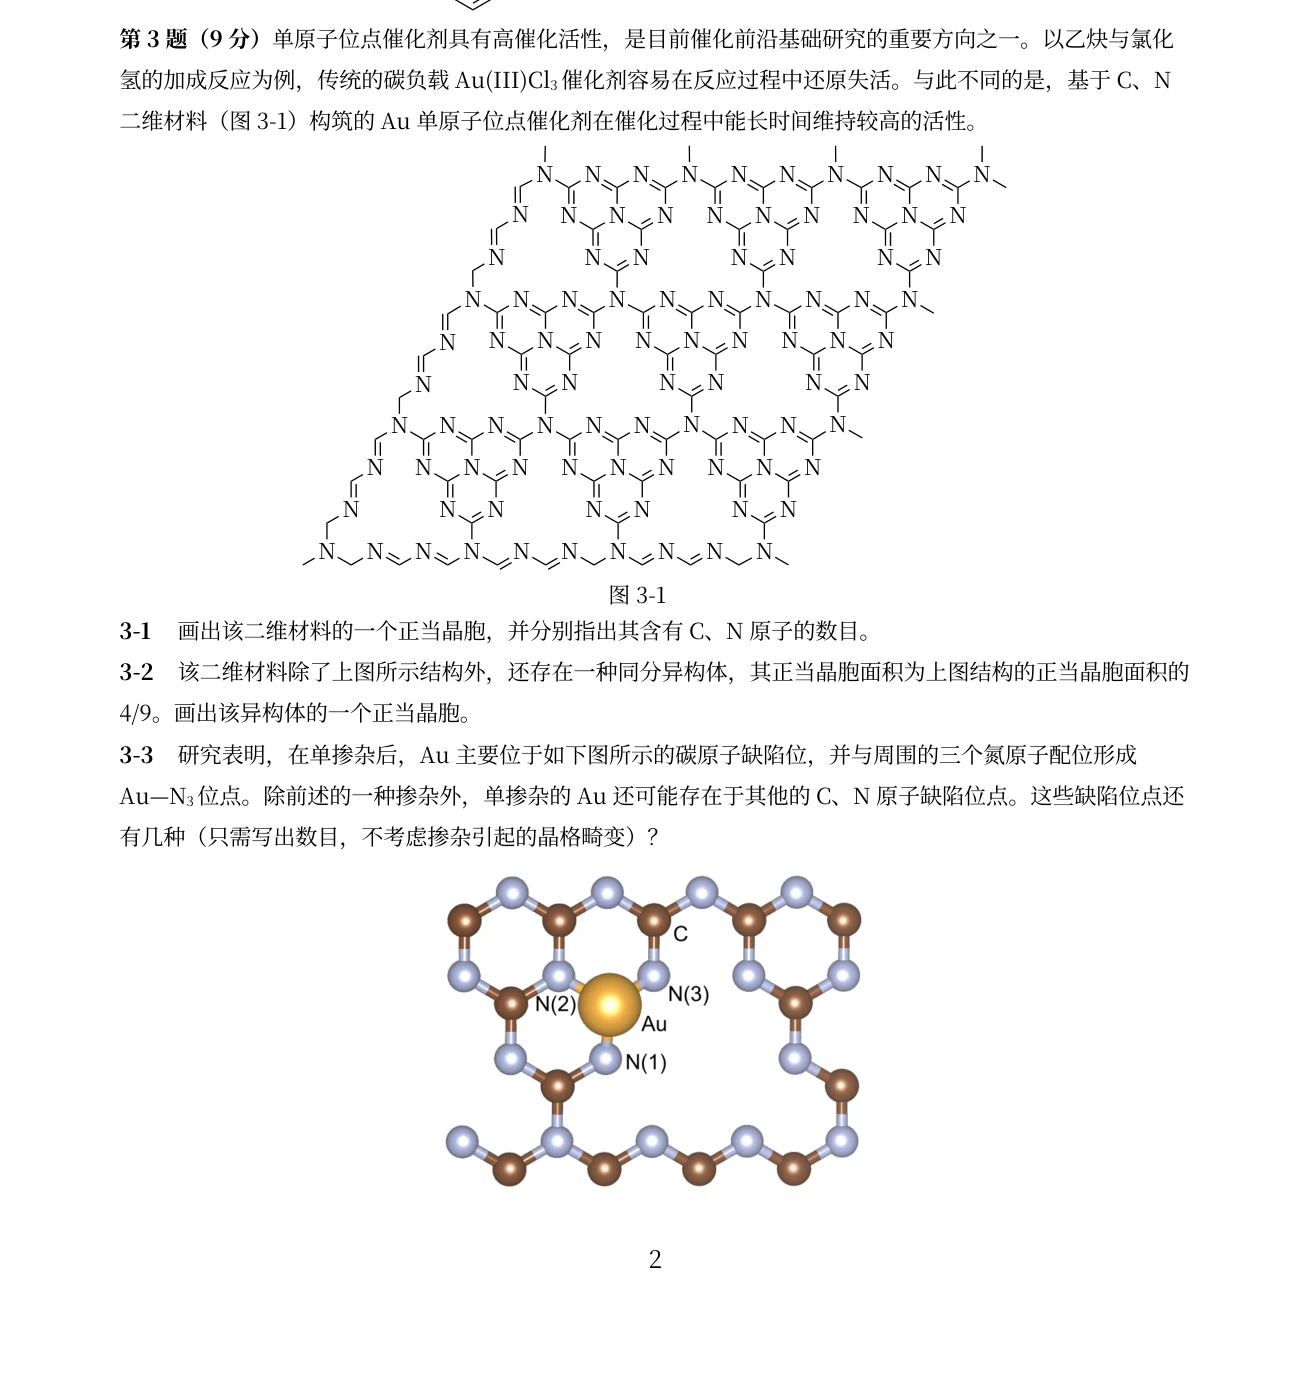 第 3 题（9 分）单原子位点催化剂具有高催化活性，是目前催化前沿基础研究的重要方向之一。以乙炔与氯化
氢的加成反应为例，传统的碳负载 Au(III)Cl₃ 催化剂容易在反应过程中还原失活。与此不同的是，基于 C、N
二维材料（图 3-1）构筑的 Au 单原子位点催化剂在催化过程中能长时间维持较高的活性。
N N N N N N N N N N
N N N N N N N N N N
N N N N N N N
N N N N N N N N N N
N N N N N N N N N N
N N N N N N N
N N N N N N N N N N
N N N N N N N N N N
N N N N N N N
N N N N N N N N N N
图 3-1
3-1 画出该二维材料的一个正当晶胞，并分别指出其含有 C、N 原子的数目。
3-2 该二维材料除了上图所示结构外，还存在一种同分异构体，其正当晶胞面积为上图结构的正当晶胞面积的
4/9。画出该异构体的一个正当晶胞。
3-3 研究表明，在单掺杂后，Au 主要位于如下图所示的碳原子缺陷位，并与周围的三个氮原子配位形成
Au—N₃ 位点。除前述的一种掺杂外，单掺杂的 Au 还可能存在于其他的 C、N 原子缺陷位点。这些缺陷位点还
有几种（只需写出数目，不考虑掺杂引起的晶格畸变）？
C
N(2)
N(3)
Au
N(1)
2